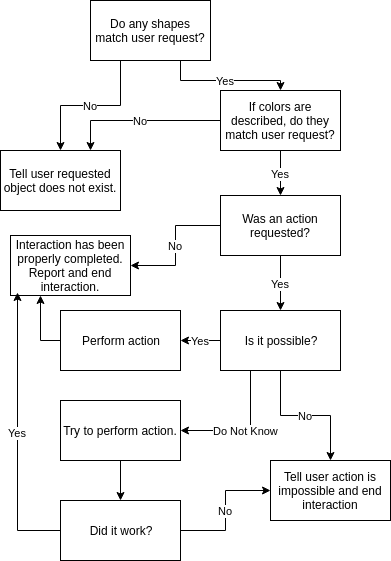 Do any shapes
match user request?
Yes
No
If colors are
described, do they
match user request?
No
Yes
Tell user requested
object does not exist.
Was an action
requested?
No
Interaction has been
properly completed.
Report and end
interaction.
Yes
Perform action
Yes
Is it possible?
No
Do Not Know
Try to perform action.
Yes
Tell user action is
impossible and end
interaction
Did it work?
No